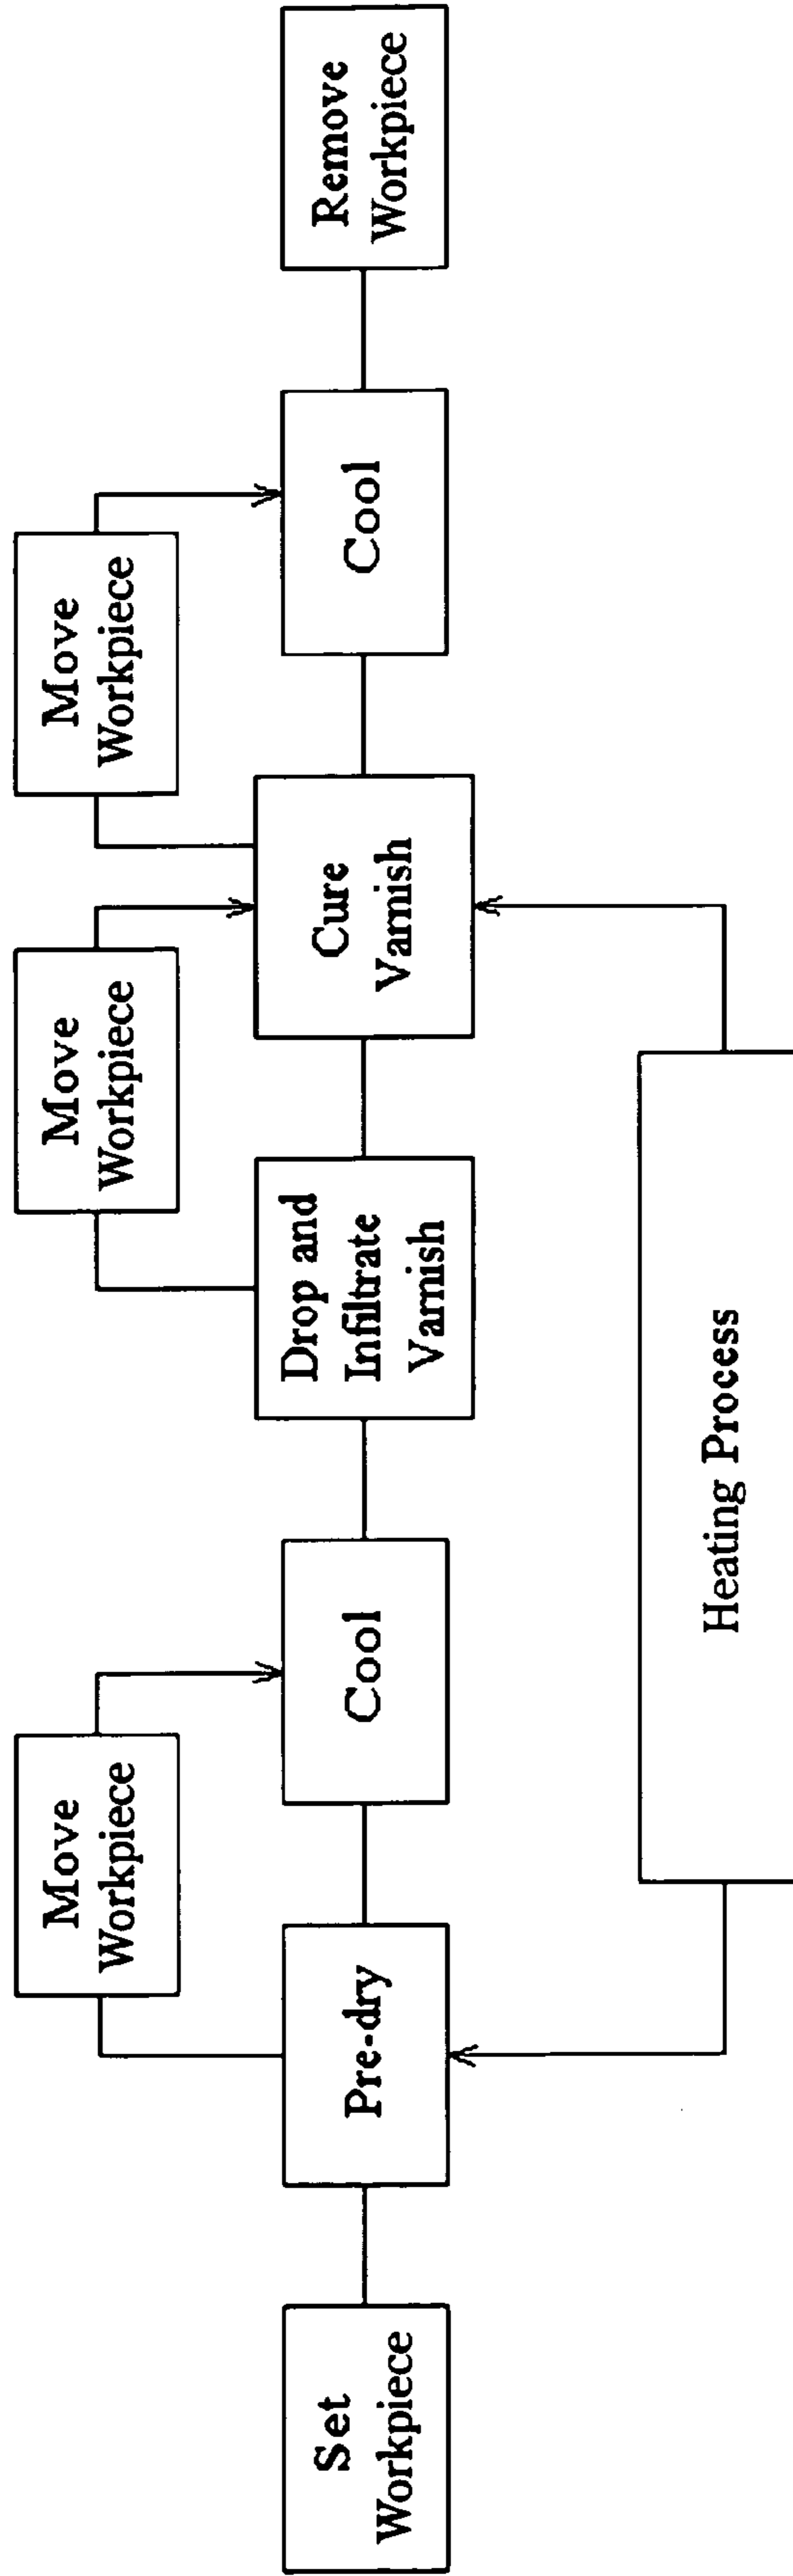 Move
Workpiece
Move
Workpiece
Move
Workpiece
Set
Workpiece
Pre-dry
Cool
Drop and
Infiltrate
Varnish
Cure
Varnish
Cool
Remove
Workpiece
Heating Process